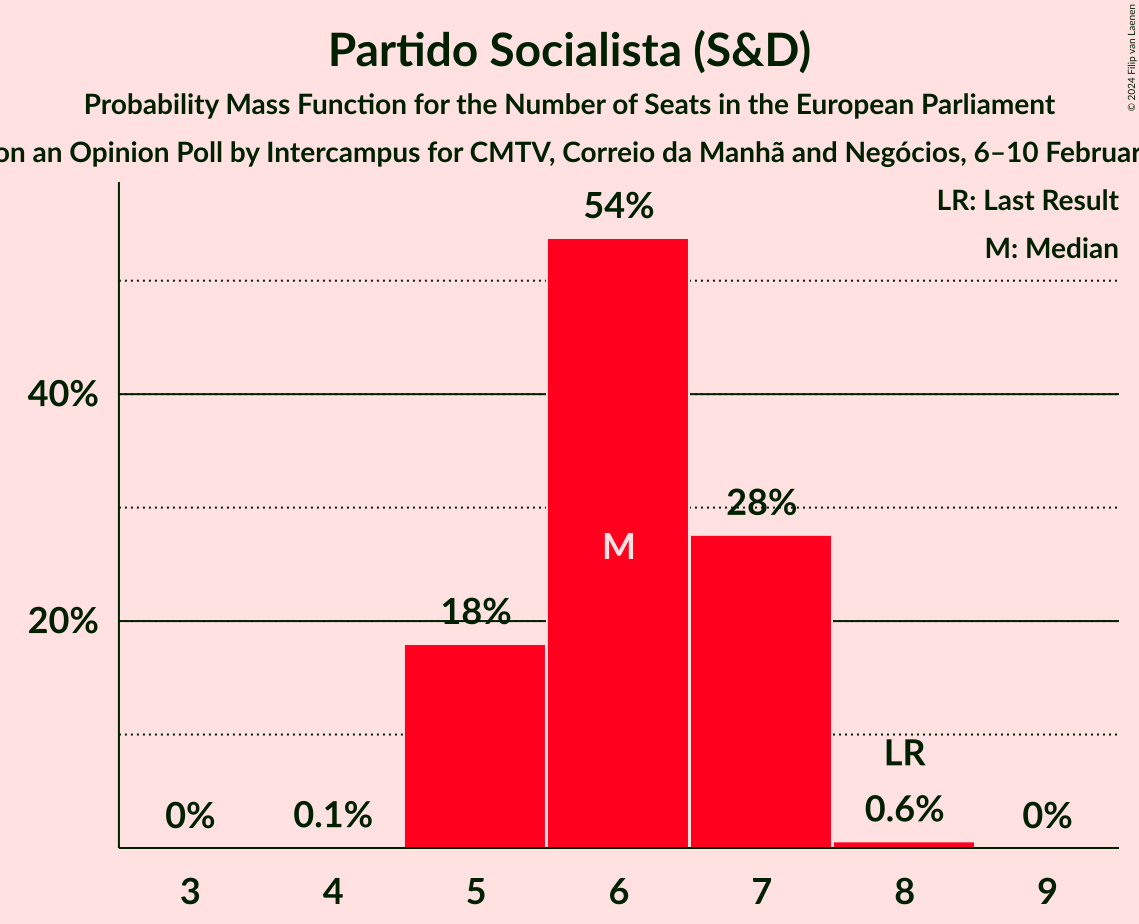 Partido Socialista (S&D)
Probability Mass Function for the Number of Seats in the European Parliament
on an Opinion Poll by Intercampus for CMTV, Correio da Manhã and Negócios, 6–10
© 2024 Filip van Laenen
LR: Last Result
M: Median
54%
40%
28%
M
18%
20%
LR
0% 0.1% 0.6% 0%
3 4 5 6 7 8 9